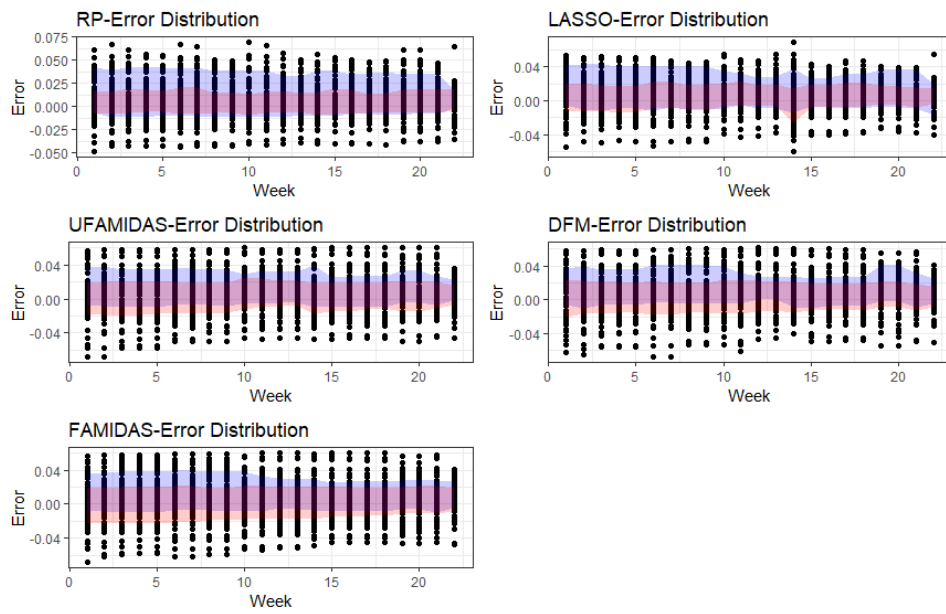 RP-Error Distribution
0.075
0.050
0.025
0.000
-0.025
-0.050
Error
0 5 10 15 20
Week
LASSO-Error Distribution
0.04
0.00
-0.04
Error
0 5 10 15 20
Week
UFAMIDAS-Error Distribution
0.04
0.00
-0.04
Error
0 5 10 15 20
Week
DFM-Error Distribution
0.04
0.00
-0.04
Error
0 5 10 15 20
Week
FAMIDAS-Error Distribution
0.04
0.00
-0.04
Error
0 5 10 15 20
Week